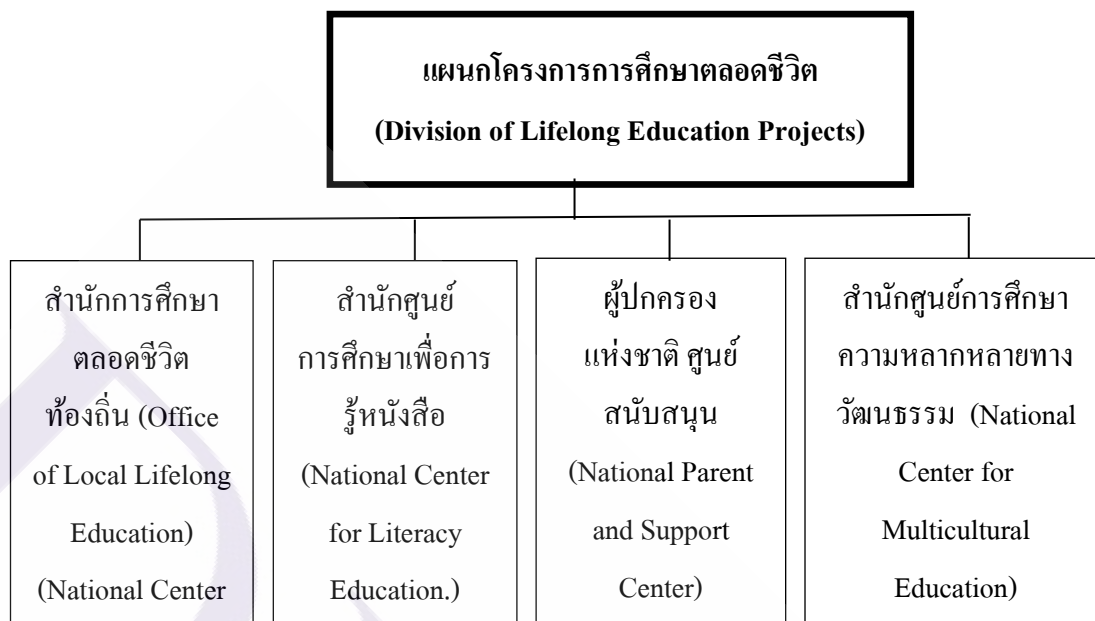 แผนกโครงการการศึกษาตลอดชีวิต
(Division of Lifelong Education Projects)
สำนักการศึกษา
ตลอดชีวิต
ท้องถิ่น (Office
of Local Lifelong
Education)
(National Center
สำนักศูนย์
การศึกษาเพื่อการ
รู้หนังสือ
(National Center
for Literacy
Education.)
ผู้ปกครอง
แห่งชาติ ศูนย์
สนับสนุน
(National Parent
and Support
Center)
สำนักศูนย์การศึกษา
ความหลากหลายทาง
วัฒนธรรม (National
Center for
Multicultural
Education)